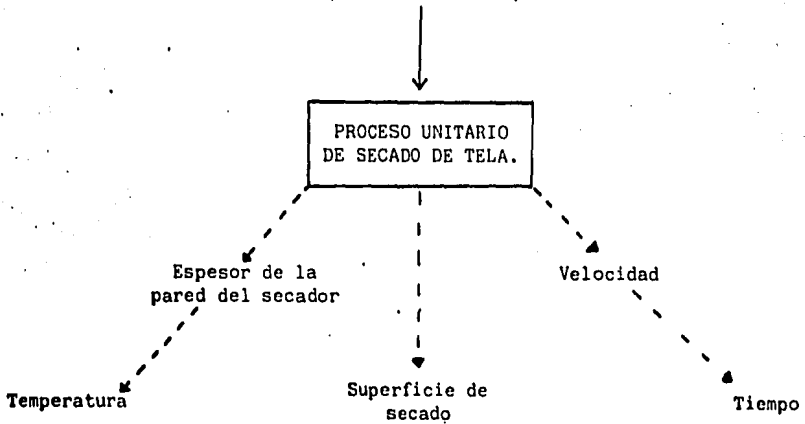 PROCESO UNITARIO
DE SECADO DE TELA.
Espesor de la
pared del secador
Velocidad
Temperatura
Superficie de
secado
Tiempo